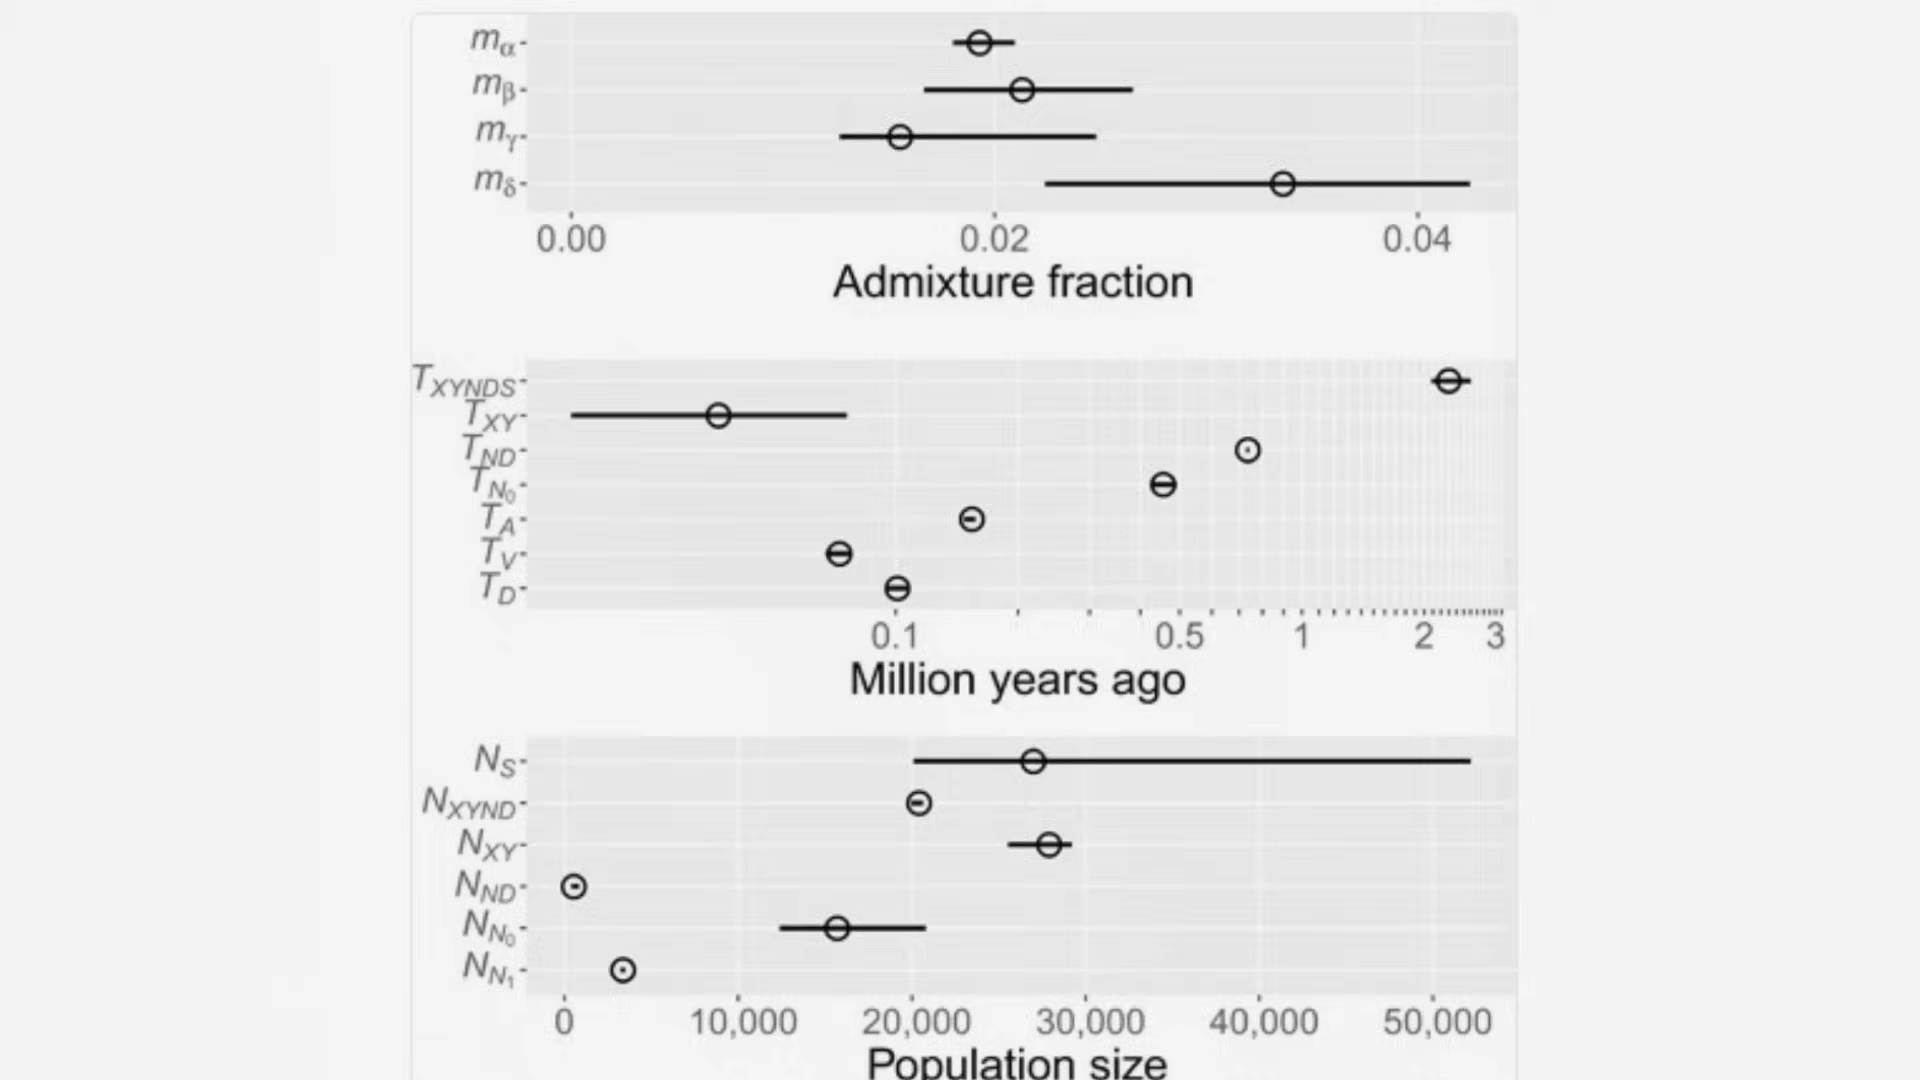 mα
mβ
mγ
mδ
0.00 0.02 0.04
Admixture fraction
TXYNDS
TXY
TND
TN0
TA
TV
TD
0.1 0.5 1 2 3
Million years ago
NS
NXYND
NXY
NND
NN0
NN1
0 10,000 20,000 30,000 40,000 50,000
Population size